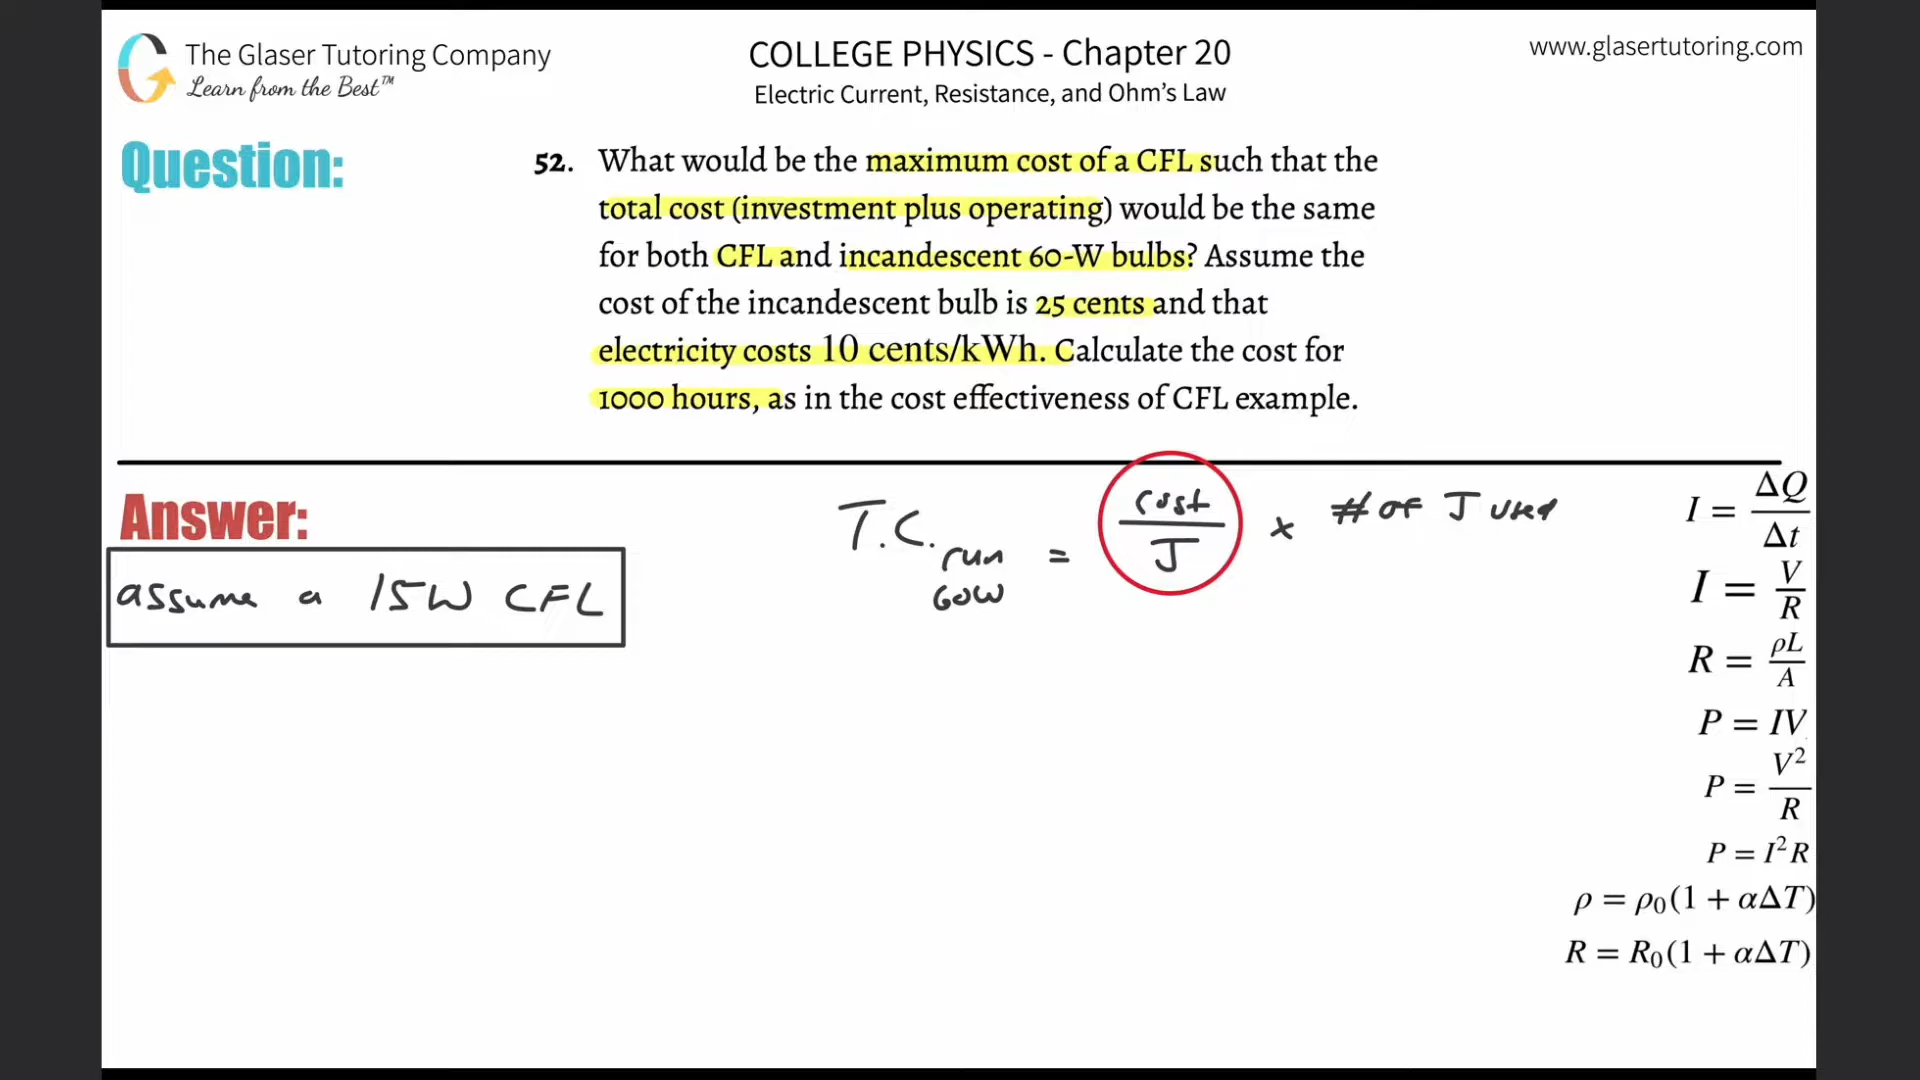 The Glaser Tutoring Company
Learn from the Best™
COLLEGE PHYSICS - Chapter 20
Electric Current, Resistance, and Ohm's Law
www.glasertutoring.com
Question:
52. What would be the maximum cost of a CFL such that the
total cost (investment plus operating) would be the same
for both CFL and incandescent 60-W bulbs? Assume the
cost of the incandescent bulb is 25 cents and that
electricity costs 10 cents/kWh. Calculate the cost for
1000 hours, as in the cost effectiveness of CFL example.
Answer:
assume a 15W CFL
T.C. run 60W = cost/J × # of J used
I = ΔQ/Δt
I = V/R
R = ρL/A
P = IV
P = V²/R
P = I²R
ρ = ρ₀(1 + αΔT)
R = R₀(1 + αΔT)